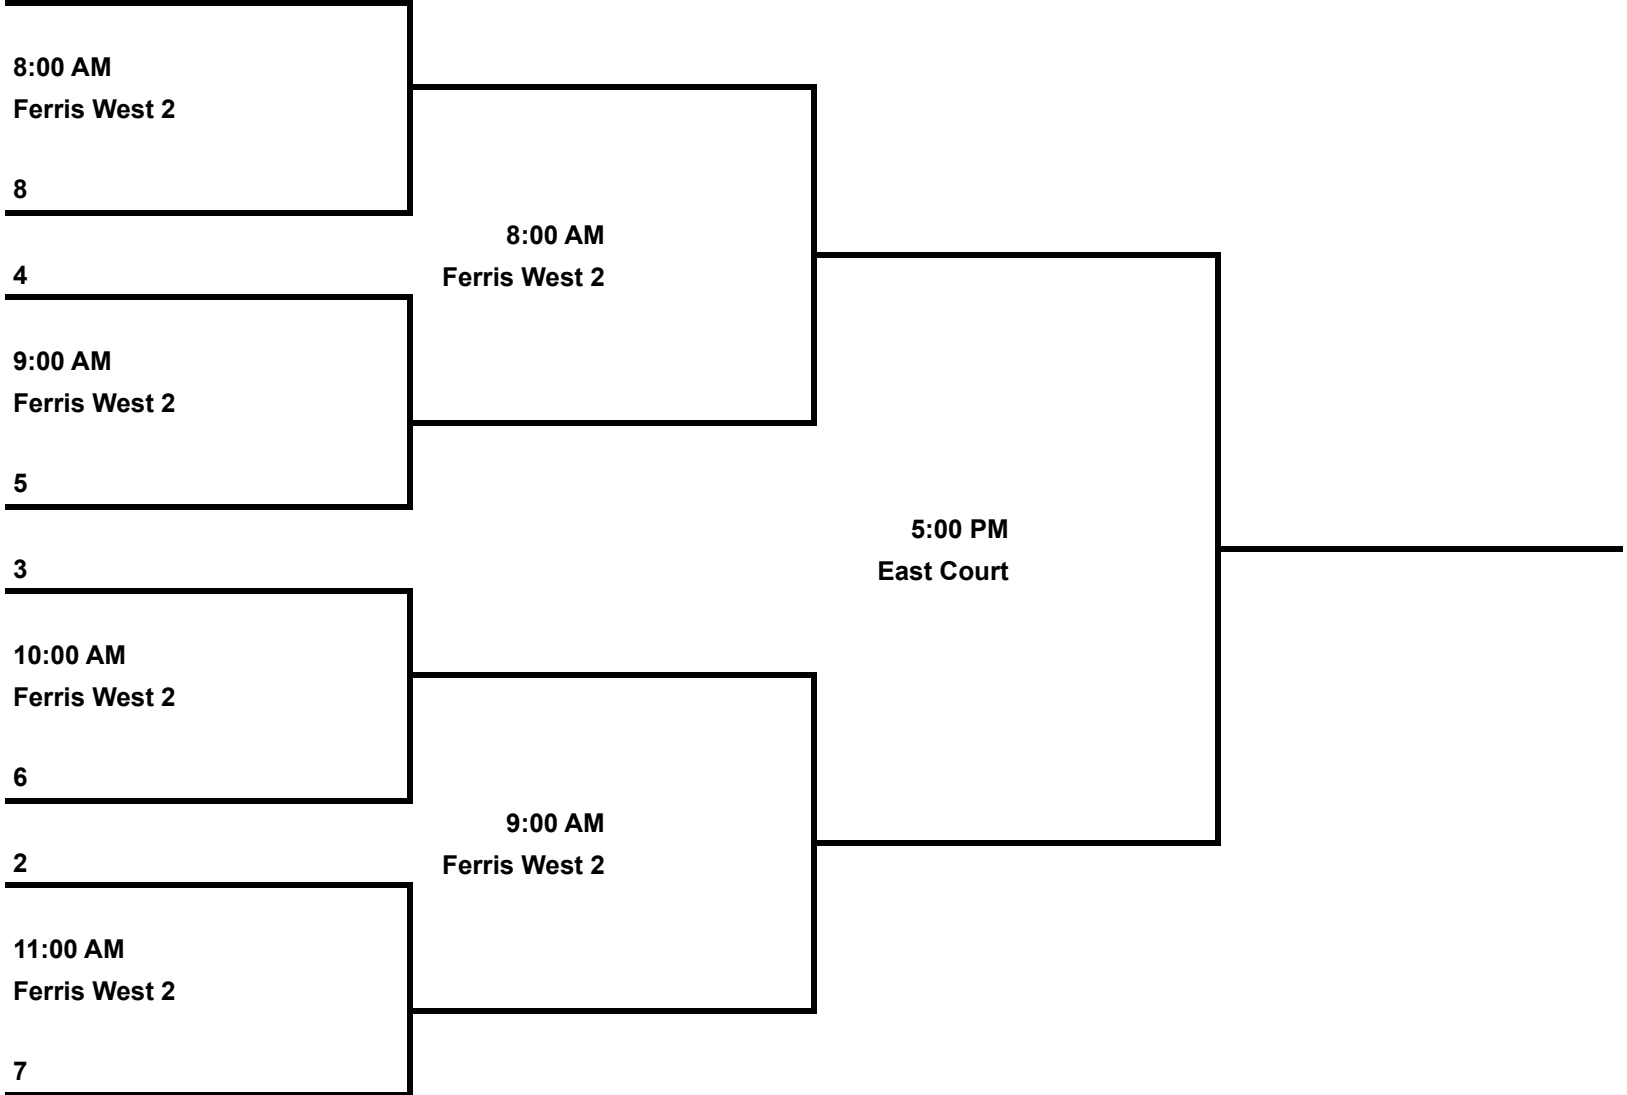 8:00 AM
Ferris West 2
8
8:00 AM
Ferris West 2
4
9:00 AM
Ferris West 2
5
5:00 PM
East Court
3
10:00 AM
Ferris West 2
6
9:00 AM
Ferris West 2
2
11:00 AM
Ferris West 2
7